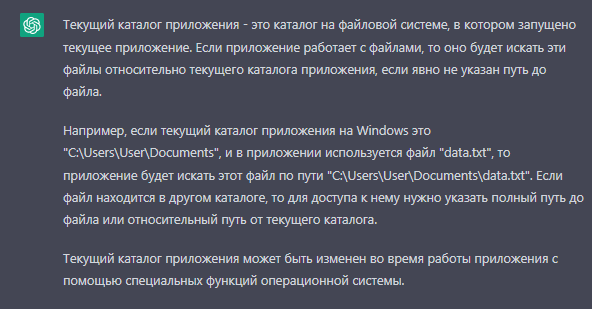 Текущий каталог приложения - это каталог на файловой системе, в котором запущено
текущее приложение. Если приложение работает с файлами, то оно будет искать эти
файлы относительно текущего каталога приложения, если явно не указан путь до
файла.
Например, если текущий каталог приложения на Windows это
"C:\Users\User\Documents", и в приложении используется файл "data.txt", то
приложение будет искать этот файл по пути "C:\Users\User\Documents\data.txt". Если
файл находится в другом каталоге, то для доступа к нему нужно указать полный путь до
файла или относительный путь от текущего каталога.
Текущий каталог приложения может быть изменен во время работы приложения с
помощью специальных функций операционной системы.